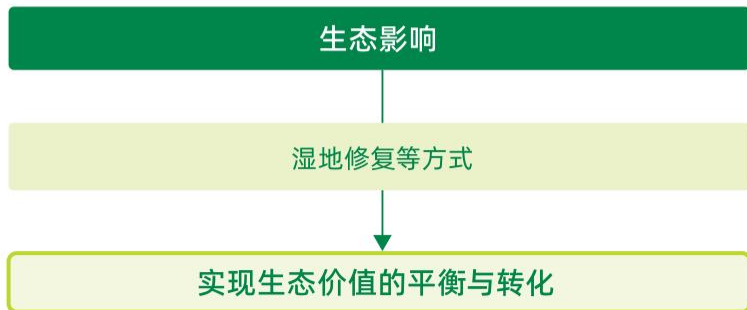 生态影响
湿地修复等方式
实现生态价值的平衡与转化